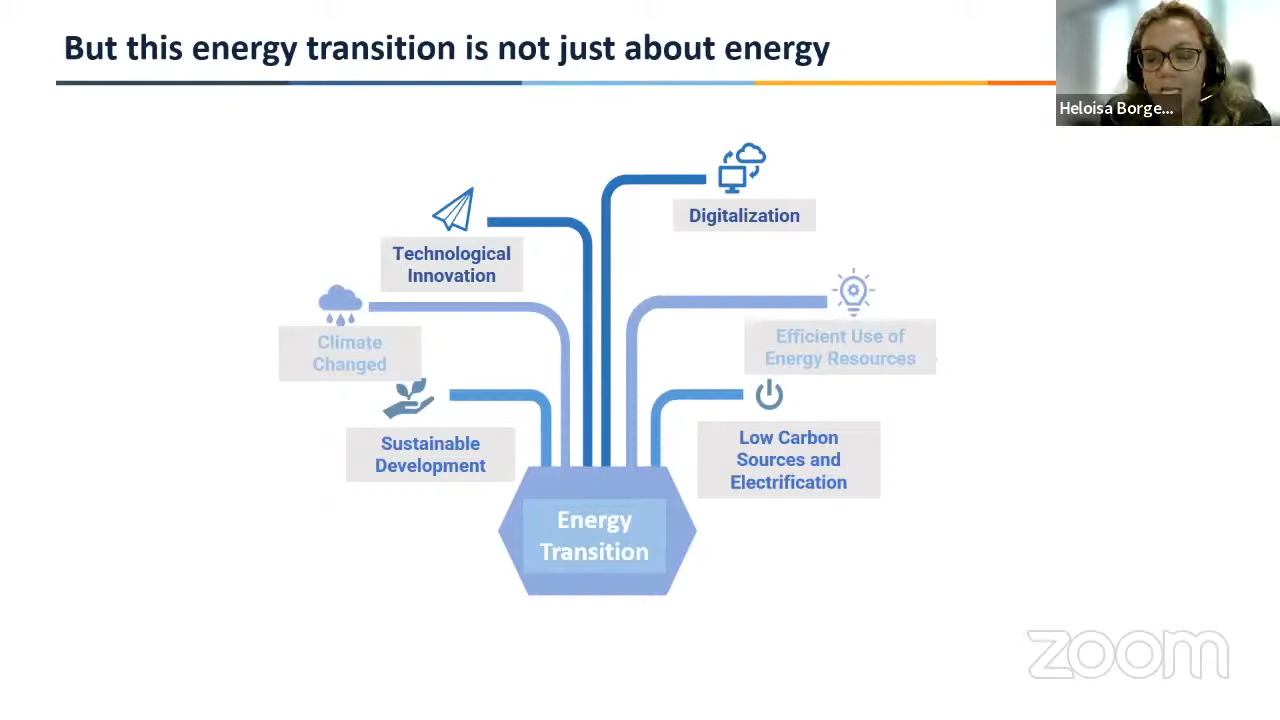 But this energy transition is not just about energy
Heloisa Borge...
Digitalization
Technological
Innovation
Climate
Changed
Efficient Use of
Energy Resources
Sustainable
Development
Low Carbon
Sources and
Electrification
Energy
Transition
zoom